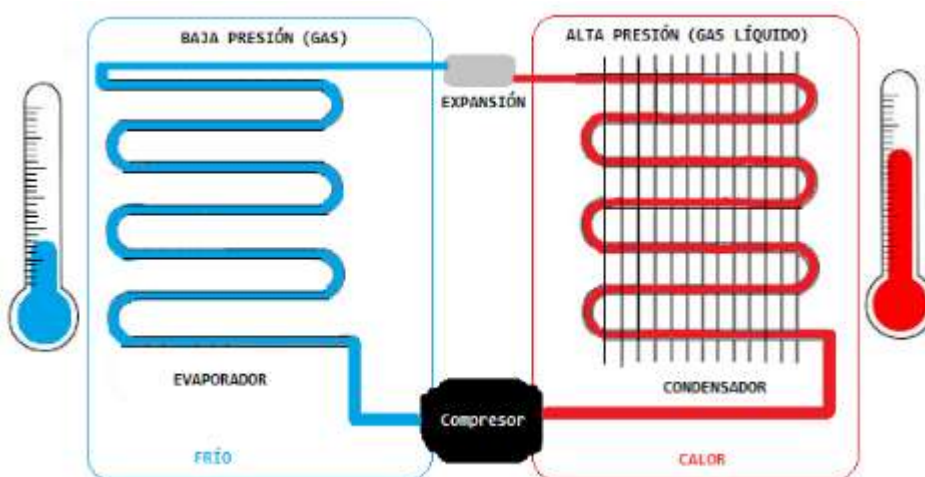 BAJA PRESIÓN (GAS)
ALTA PRESIÓN (GAS LÍQUIDO)
EXPANSIÓN
EVAPORADOR
CONDENSADOR
Compresor
FRÍO
CALOR